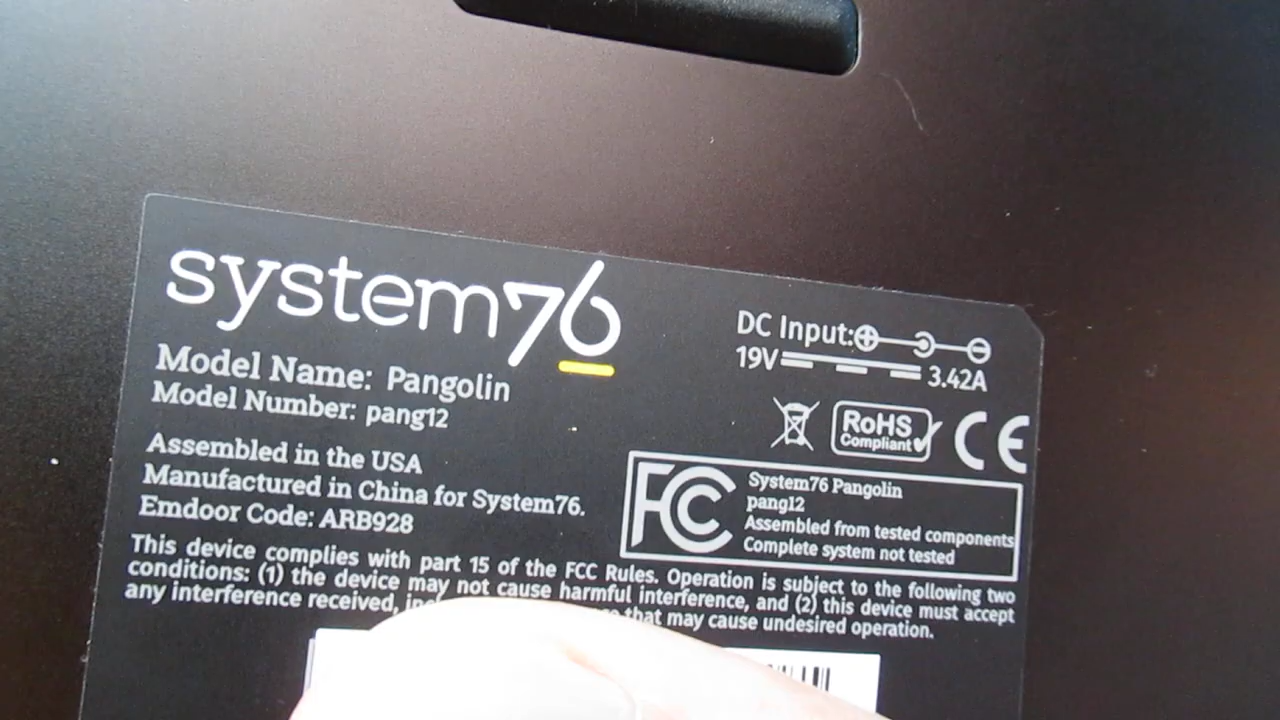 system76
Model Name: Pangolin
Model Number: pang12
Assembled in the USA
Manufactured in China for System76.
Emdoor Code: ARB928
DC Input:
19V 3.42A
RoHS
Compliant
CE
FC
System76 Pangolin
pang12
Assembled from tested components
Complete system not tested
This device complies with part 15 of the FCC Rules. Operation is subject to the following two
conditions: (1) the device may not cause harmful interference, and (2) this device must accept
any interference received, that may cause undesired operation.